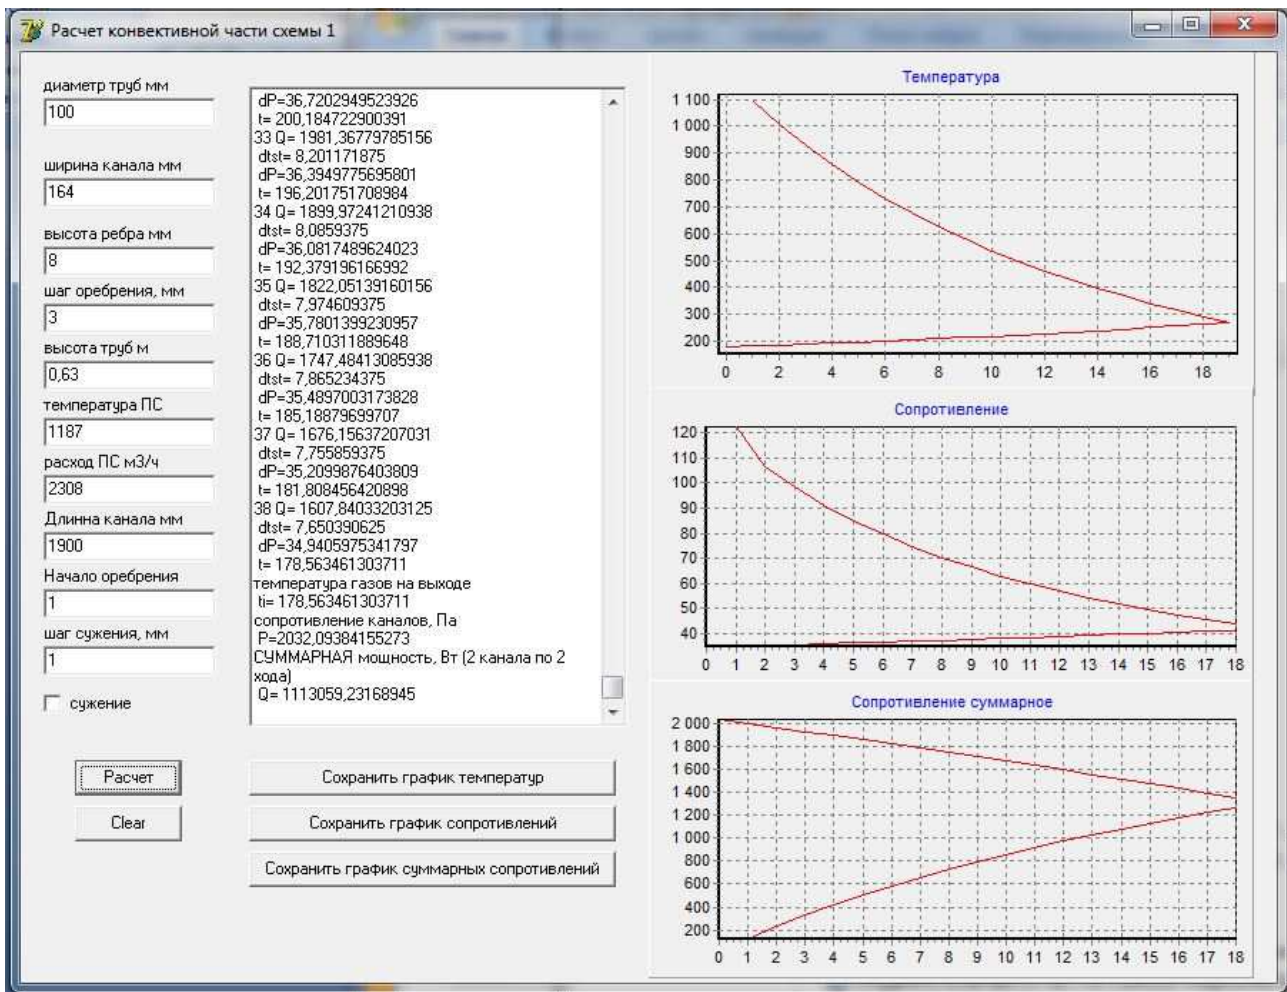 Расчет конвективной части схемы 1
диаметр труб мм
100
ширина канала мм
164
высота ребра мм
8
шаг оребрения, мм
3
высота труб м
0,63
температура ПС
1187
расход ПС м3/ч
2308
Длинна канала мм
1900
Начало оребрения
1
шаг сужения, мм
1
сужение
Расчет
Clear
dP=36,7202949523926
t= 200,184722900391
33 Q= 1981,36779785156
dtst= 8,201171875
dP=36,3949775695801
t= 196,201751708984
34 Q= 1899,97241210938
dtst= 8,0859375
dP=36,0817489624023
t= 192,379196166992
35 Q= 1822,05139160156
dtst= 7,974609375
dP=35,7801399230957
t= 188,710311889648
36 Q= 1747,48413085938
dtst= 7,865234375
dP=35,4897003173828
t= 185,18879699707
37 Q= 1676,15637207031
dtst= 7,755859375
dP=35,2099876403809
t= 181,808456420898
38 Q= 1607,84033203125
dtst= 7,650390625
dP=34,9405975341797
t= 178,563461303711
температура газов на выходе
ti= 178,563461303711
сопротивление каналов, Па
P=2032,09384155273
СУММАРНАЯ мощность, Вт (2 канала по 2
хода)
Q= 1113059,23168945
Сохранить график температур
Сохранить график сопротивлений
Сохранить график суммарных сопротивлений
Температура
1 100
1 000
900
800
700
600
500
400
300
200
0 2 4 6 8 10 12 14 16 18
Сопротивление
120
110
100
90
80
70
60
50
40
0 1 2 3 4 5 6 7 8 9 10 11 12 13 14 15 16 17 18
Сопротивление суммарное
2 000
1 800
1 600
1 400
1 200
1 000
800
600
400
200
0 1 2 3 4 5 6 7 8 9 10 11 12 13 14 15 16 17 18